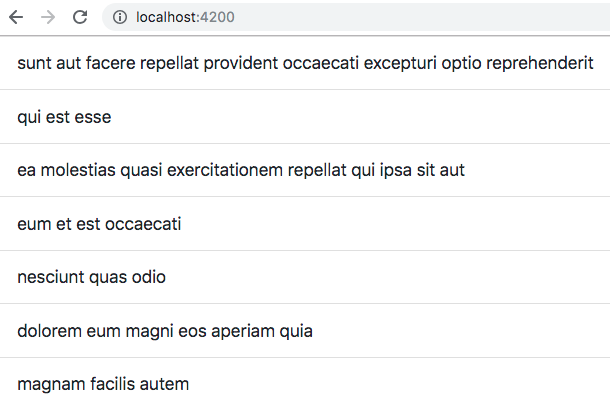 localhost:4200
sunt aut facere repellat provident occaecati excepturi optio reprehenderit
qui est esse
ea molestias quasi exercitationem repellat qui ipsa sit aut
eum et est occaecati
nesciunt quas odio
dolorem eum magni eos aperiam quia
magnam facilis autem